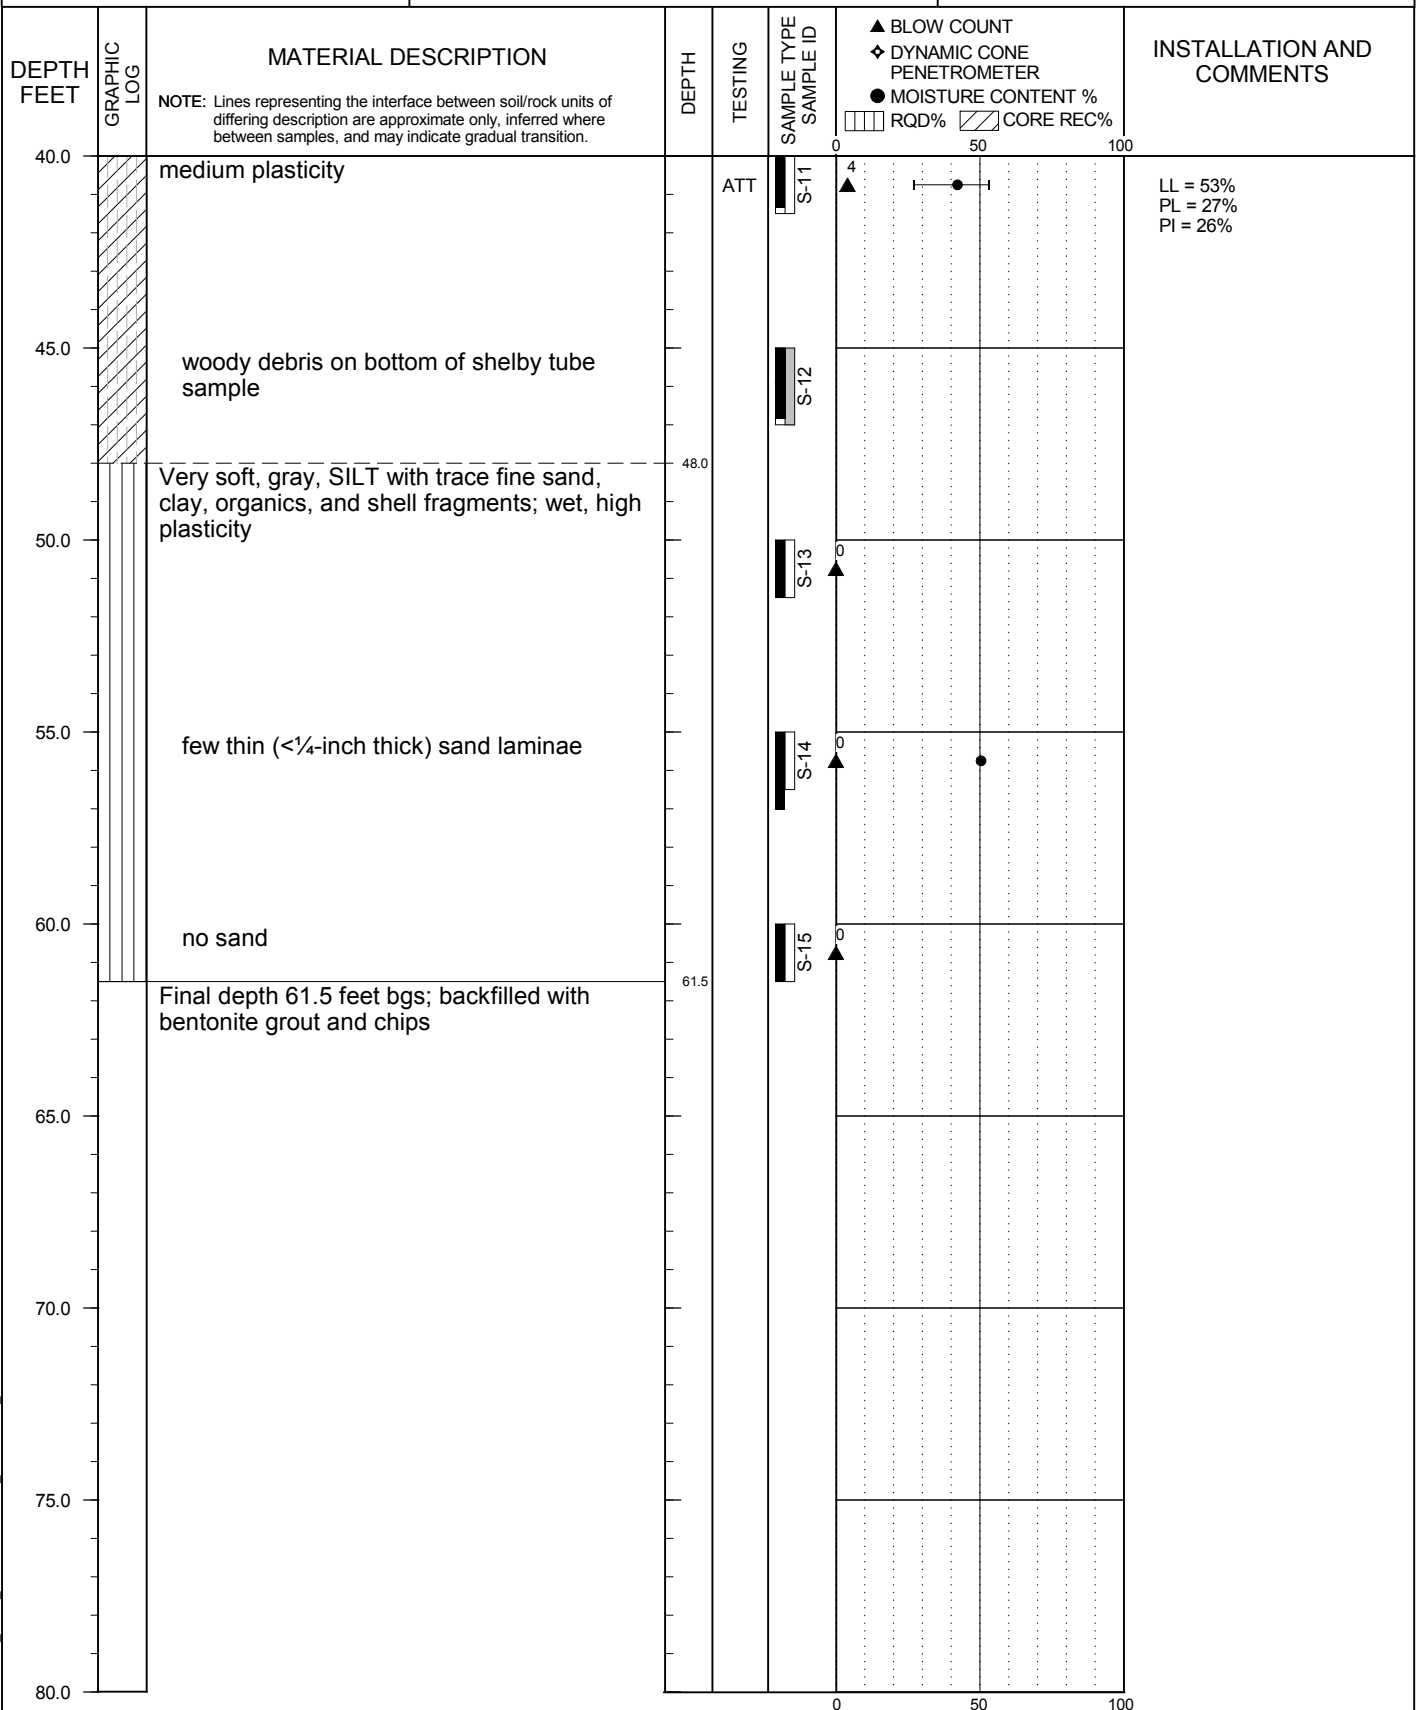 DEPTH
FEET
GRAPHIC
LOG
MATERIAL DESCRIPTION
NOTE: Lines representing the interface between soil/rock units of
differing description are approximate only, inferred where
between samples, and may indicate gradual transition.
DEPTH
TESTING
SAMPLE TYPE
SAMPLE ID
▲ BLOW COUNT
DYNAMIC CONE
PENETROMETER
● MOISTURE CONTENT %
RQD% CORE REC%
0 50 100
INSTALLATION AND
COMMENTS
40.0
medium plasticity
ATT
S-11
4
LL = 53%
PL = 27%
PI = 26%
45.0
woody debris on bottom of shelby tube
sample
S-12
48.0
Very soft, gray, SILT with trace fine sand,
clay, organics, and shell fragments; wet, high
plasticity
50.0
S-13
0
55.0
few thin (<¼-inch thick) sand laminae
S-14
0
60.0
no sand
S-15
0
61.5
Final depth 61.5 feet bgs; backfilled with
bentonite grout and chips
65.0
70.0
75.0
80.0
0 50 100